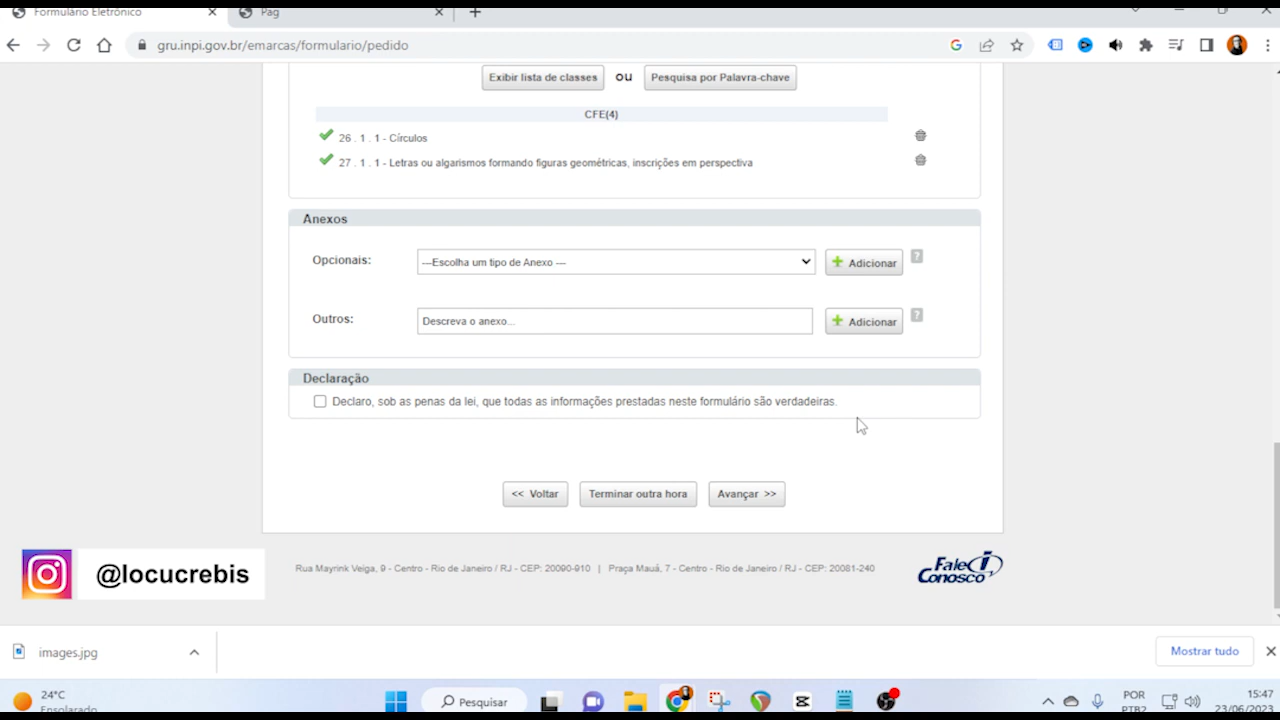 Formulário Eletrônico
Pag
gru.inpi.gov.br/emarcas/formulario/pedido
Exibir lista de classes ou Pesquisa por Palavra-chave
CFE(4)
26 . 1 . 1 - Círculos
27 . 1 . 1 - Letras ou algarismos formando figuras geométricas, inscrições em perspectiva
Anexos
Opcionais: ---Escolha um tipo de Anexo --- Adicionar ?
Outros: Descreva o anexo... Adicionar ?
Declaração
Declaro, sob as penas da lei, que todas as informações prestadas neste formulário são verdadeiras.
<< Voltar Terminar outra hora Avançar >>
@locucrebis
Rua Mayrink Veiga, 9 - Centro - Rio de Janeiro / RJ - CEP: 20090-910 | Praça Mauá, 7 - Centro - Rio de Janeiro / RJ - CEP: 20081-240
Fale Conosco
images.jpg
Mostrar tudo
24°C
Ensolarado
Pesquisar
POR
PTB2
15:47
23/06/2023